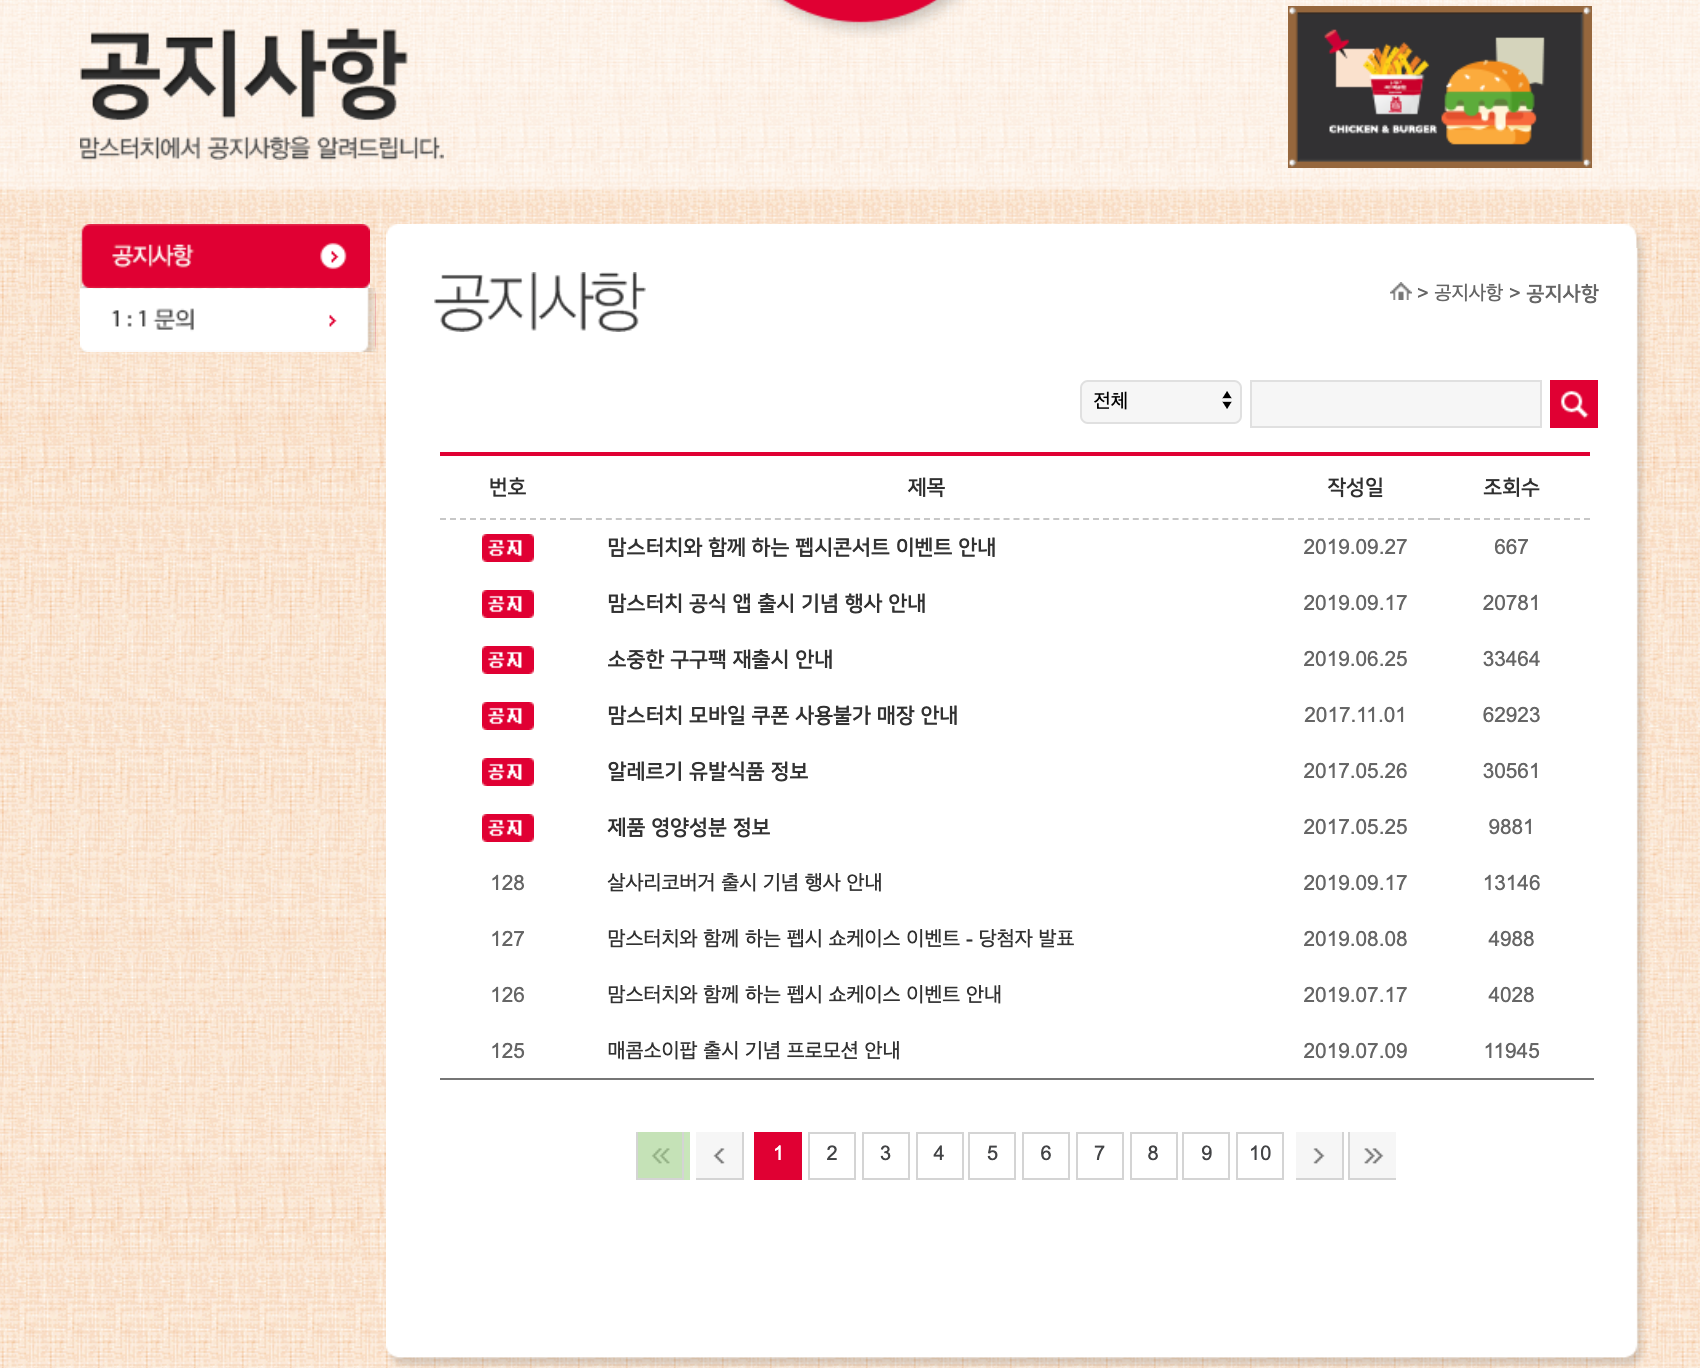 공지사항
맘스터치에서 공지사항을 알려드립니다.
CHICKEN & BURGER
공지사항
1 : 1 문의
공지사항
> 공지사항 > 공지사항
전체
번호 제목 작성일 조회수
공지 맘스터치와 함께 하는 펩시콘서트 이벤트 안내 2019.09.27 667
공지 맘스터치 공식 앱 출시 기념 행사 안내 2019.09.17 20781
공지 소중한 구구팩 재출시 안내 2019.06.25 33464
공지 맘스터치 모바일 쿠폰 사용불가 매장 안내 2017.11.01 62923
공지 알레르기 유발식품 정보 2017.05.26 30561
공지 제품 영양성분 정보 2017.05.25 9881
128 살사리코버거 출시 기념 행사 안내 2019.09.17 13146
127 맘스터치와 함께 하는 펩시 쇼케이스 이벤트 - 당첨자 발표 2019.08.08 4988
126 맘스터치와 함께 하는 펩시 쇼케이스 이벤트 안내 2019.07.17 4028
125 매콤소이팝 출시 기념 프로모션 안내 2019.07.09 11945
1 2 3 4 5 6 7 8 9 10